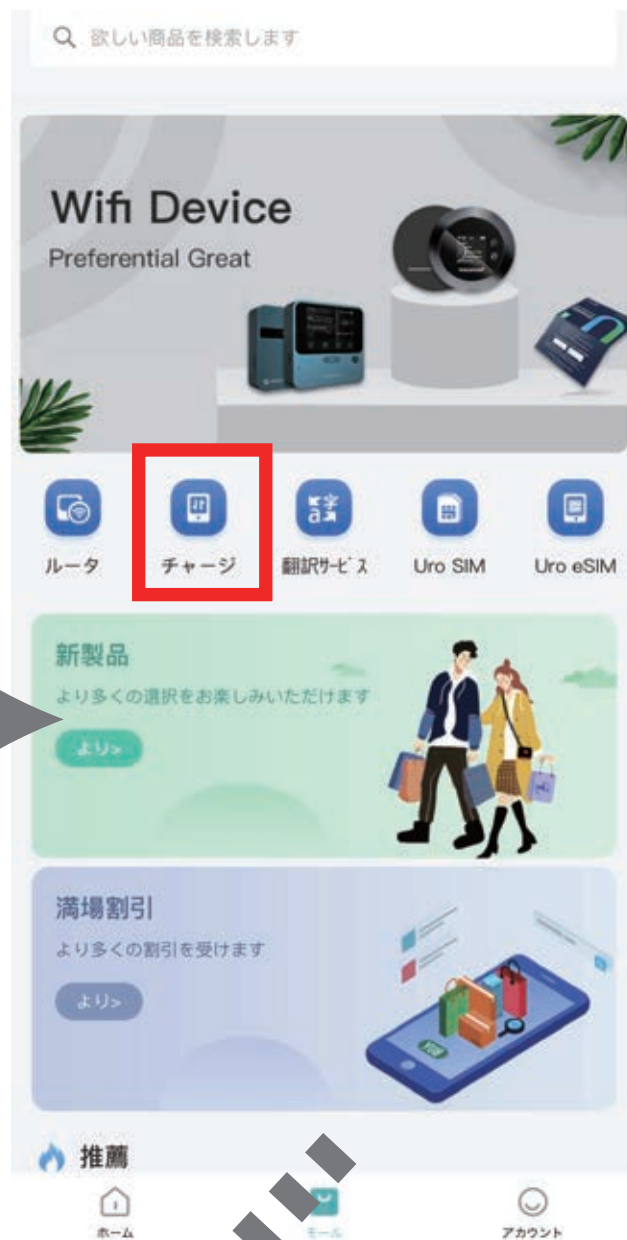 欲しい商品を検索します
Wifi Device
Preferential Great
ルータ
チャージ
翻訳サービス
Uro SIM
Uro eSIM
新製品
より多くの選択をお楽しみいただけます
より>
満場割引
より多くの割引を受けます
より>
推薦
ホーム
モール
アカウント